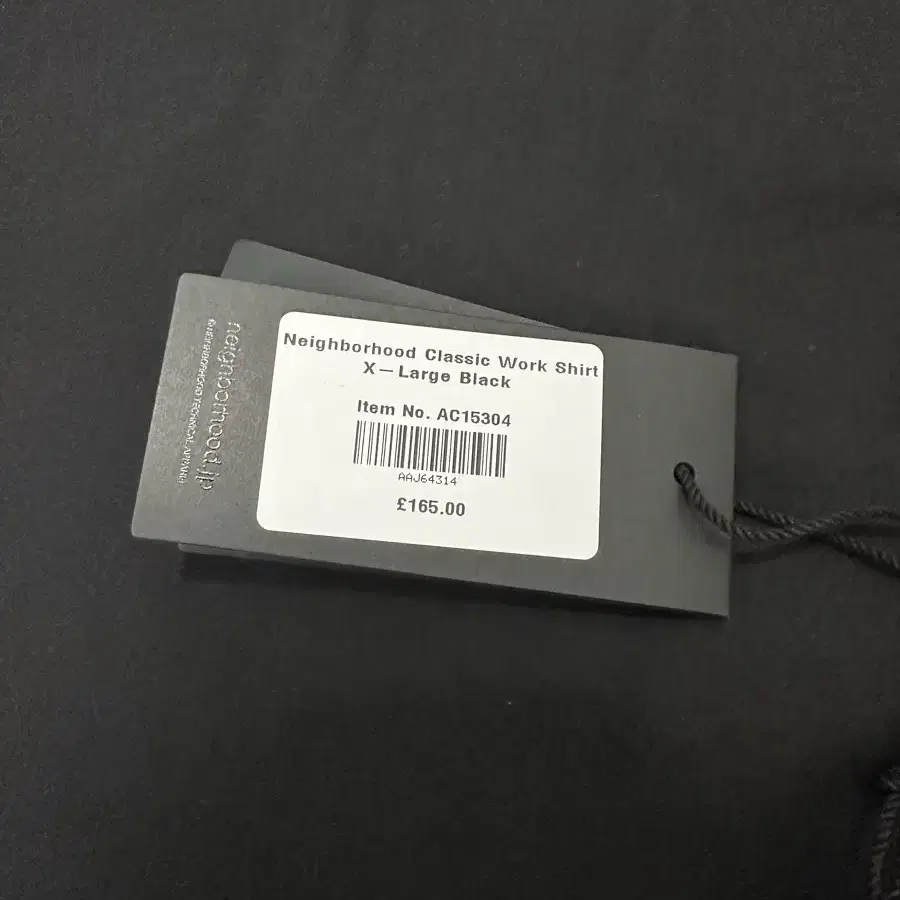 Neighborhood Classic Work Shirt
X-Large Black
Item No. AC15304
AAJ64314
£165.00
neighborhood.jp